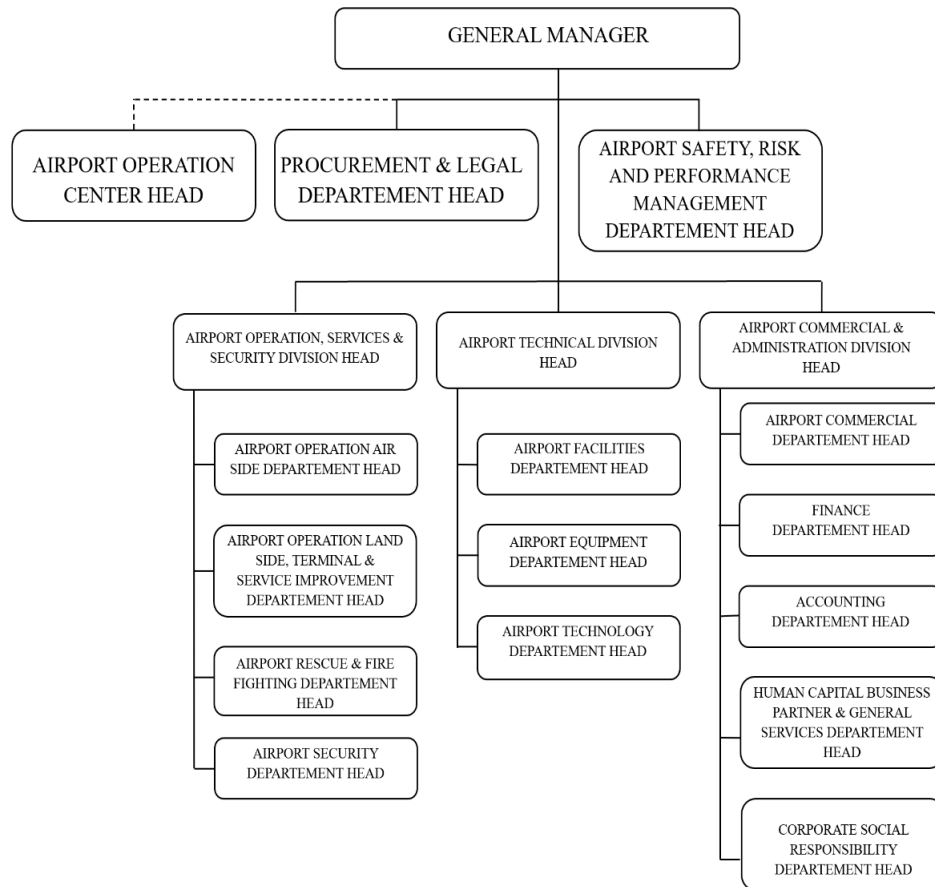 GENERAL MANAGER
AIRPORT OPERATION
CENTER HEAD
PROCUREMENT & LEGAL
DEPARTEMENT HEAD
AIRPORT SAFETY, RISK
AND PERFORMANCE
MANAGEMENT
DEPARTEMENT HEAD
AIRPORT OPERATION, SERVICES &
SECURITY DIVISION HEAD
AIRPORT OPERATION AIR
SIDE DEPARTEMENT HEAD
AIRPORT OPERATION LAND
SIDE, TERMINAL &
SERVICE IMPROVEMENT
DEPARTEMENT HEAD
AIRPORT RESCUE & FIRE
FIGHTING DEPARTEMENT
HEAD
AIRPORT SECURITY
DEPARTEMENT HEAD
AIRPORT TECHNICAL DIVISION
HEAD
AIRPORT FACILITIES
DEPARTEMENT HEAD
AIRPORT EQUIPMENT
DEPARTEMENT HEAD
AIRPORT TECHNOLOGY
DEPARTEMENT HEAD
AIRPORT COMMERCIAL &
ADMINISTRATION DIVISION
HEAD
AIRPORT COMMERCIAL
DEPARTEMENT HEAD
FINANCE
DEPARTEMENT HEAD
ACCOUNTING
DEPARTEMENT HEAD
HUMAN CAPITAL BUSINESS
PARTNER & GENERAL
SERVICES DEPARTEMENT
HEAD
CORPORATE SOCIAL
RESPONSIBILITY
DEPARTEMENT HEAD